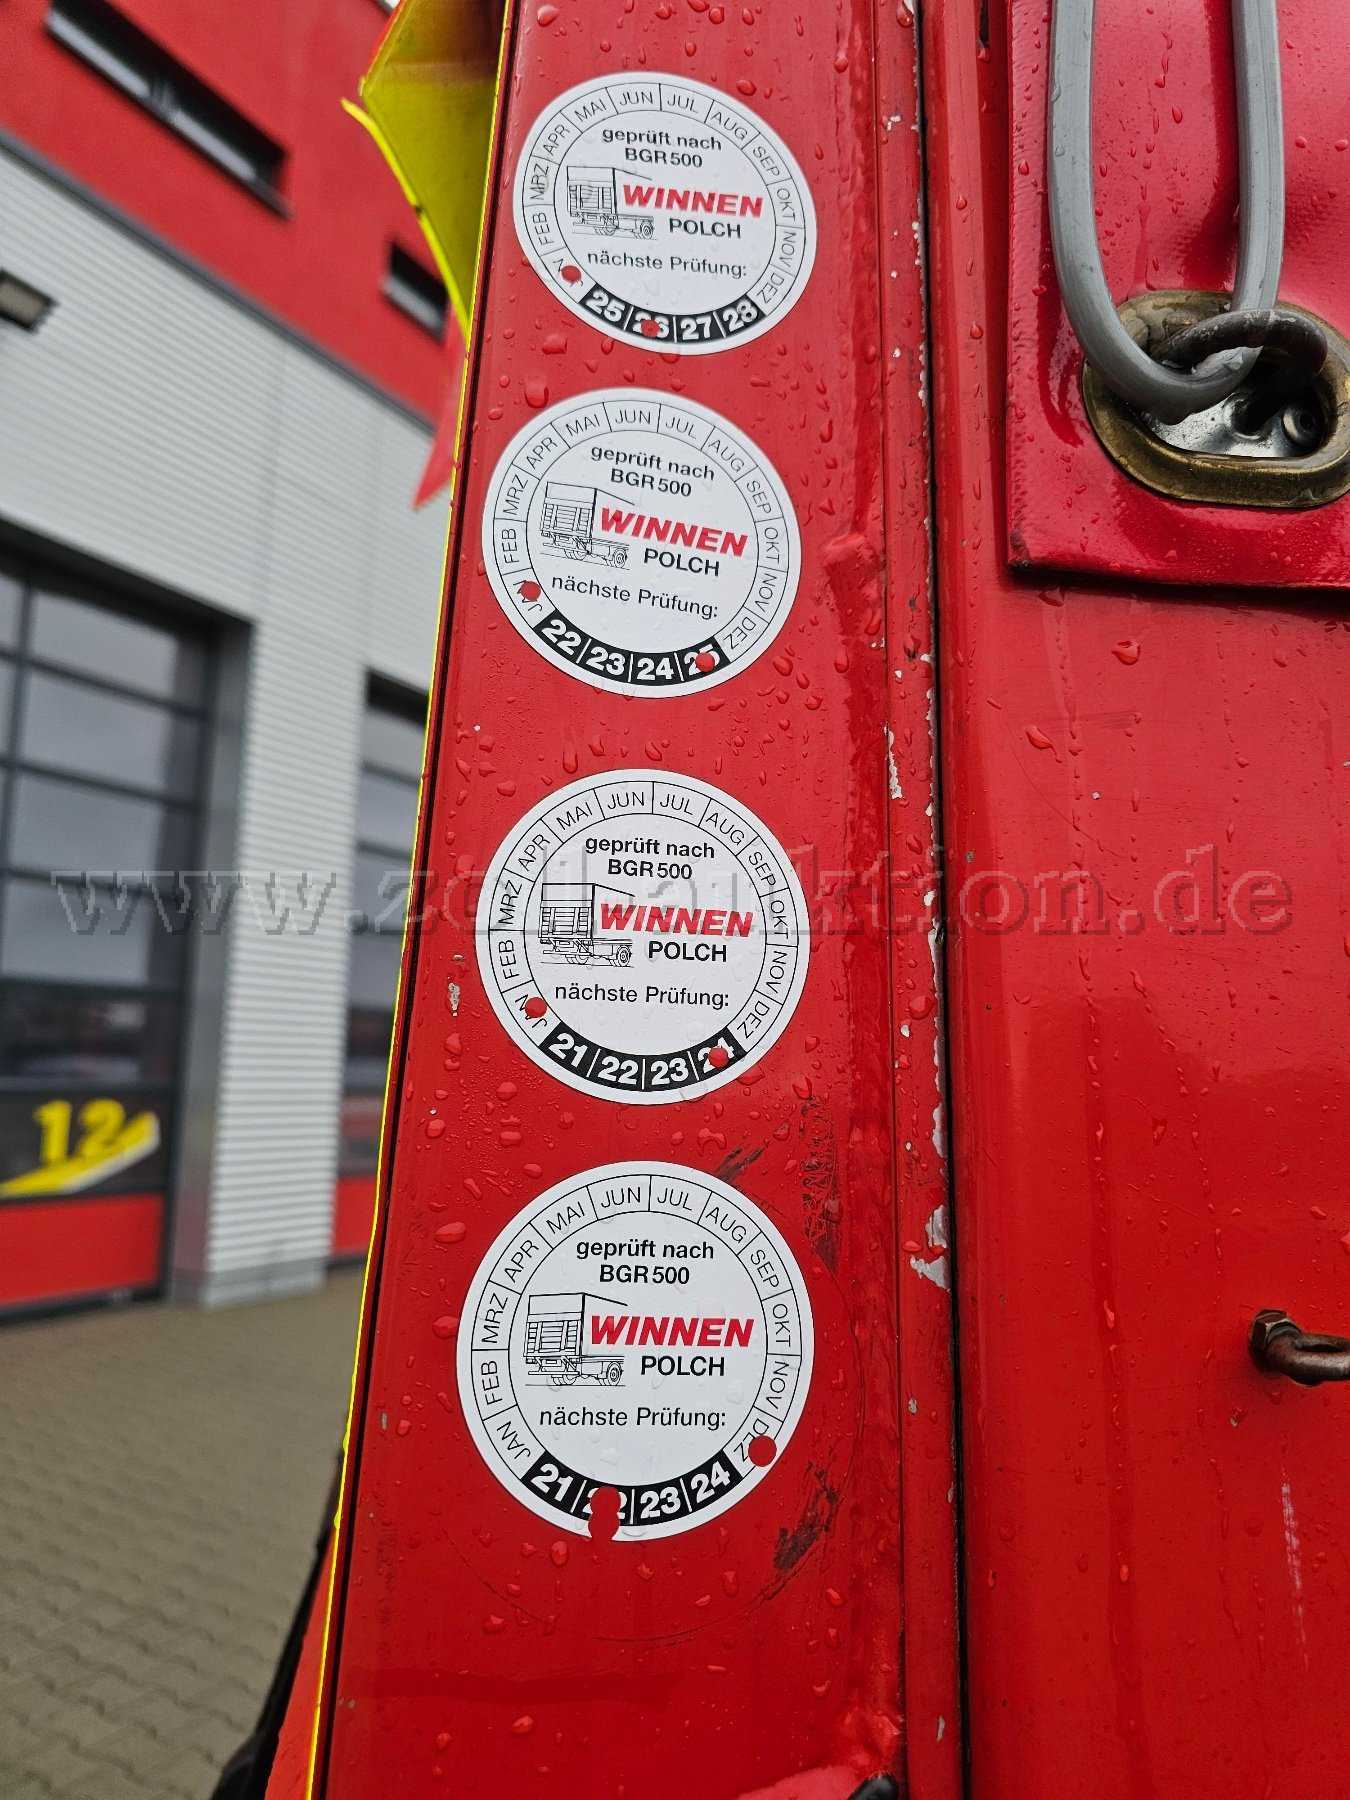 JAN FEB MRZ APR MAI JUN JUL AUG SEP OKT NOV DEZ
geprüft nach
BGR 500
WINNEN
POLCH
nächste Prüfung:
25 26 27 28
JAN FEB MRZ APR MAI JUN JUL AUG SEP OKT NOV DEZ
geprüft nach
BGR 500
WINNEN
POLCH
nächste Prüfung:
22 23 24 25
JAN FEB MRZ APR MAI JUN JUL AUG SEP OKT NOV DEZ
geprüft nach
BGR 500
WINNEN
POLCH
nächste Prüfung:
21 22 23 24
www.zoll-auktion.de
12
JAN FEB MRZ APR MAI JUN JUL AUG SEP OKT NOV DEZ
geprüft nach
BGR 500
WINNEN
POLCH
nächste Prüfung:
21 22 23 24